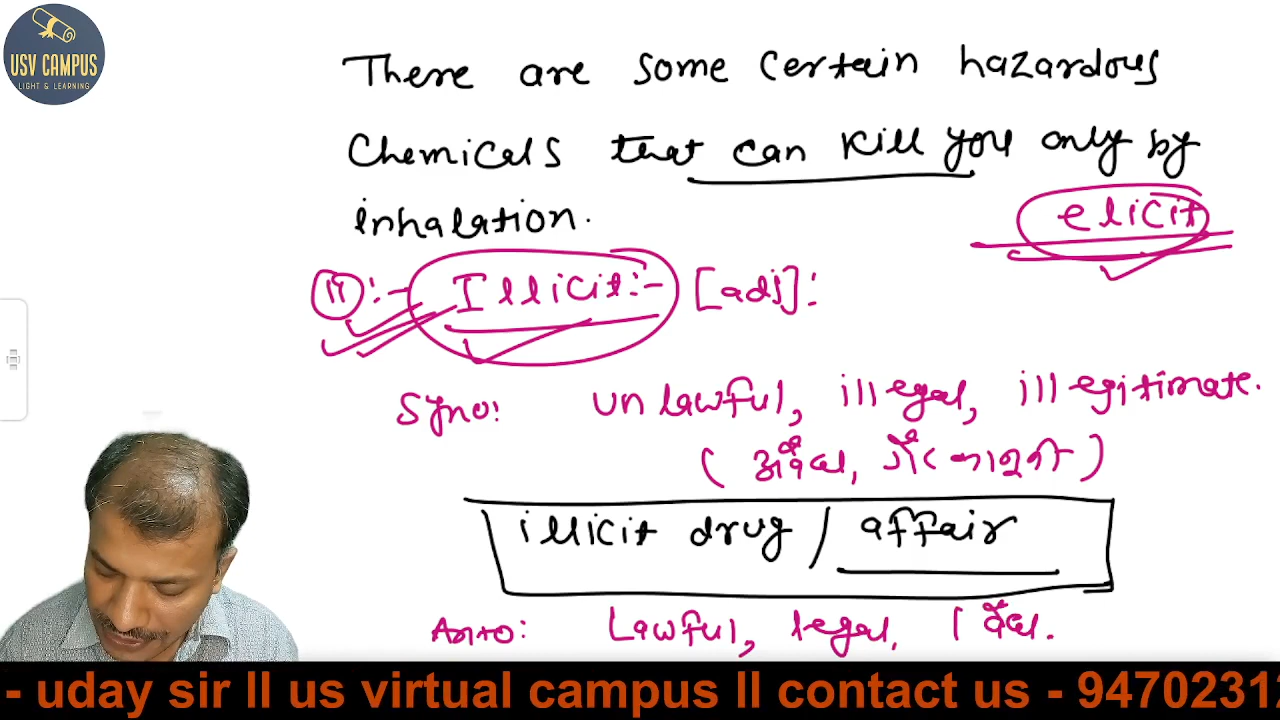 USV CAMPUS
LIGHT & LEARNING
There are some certain hazardous
Chemicals that can kill you only by
inhalation.
elicit
(ii):- Illicit:- [adj]:
Syno: unlawful, illegal, illegitimate.
(अवैध, गैर कानूनी)
illicit drug / affair
Anto: Lawful, legal, । वैध.
- uday sir ll us virtual campus ll contact us - 9470231